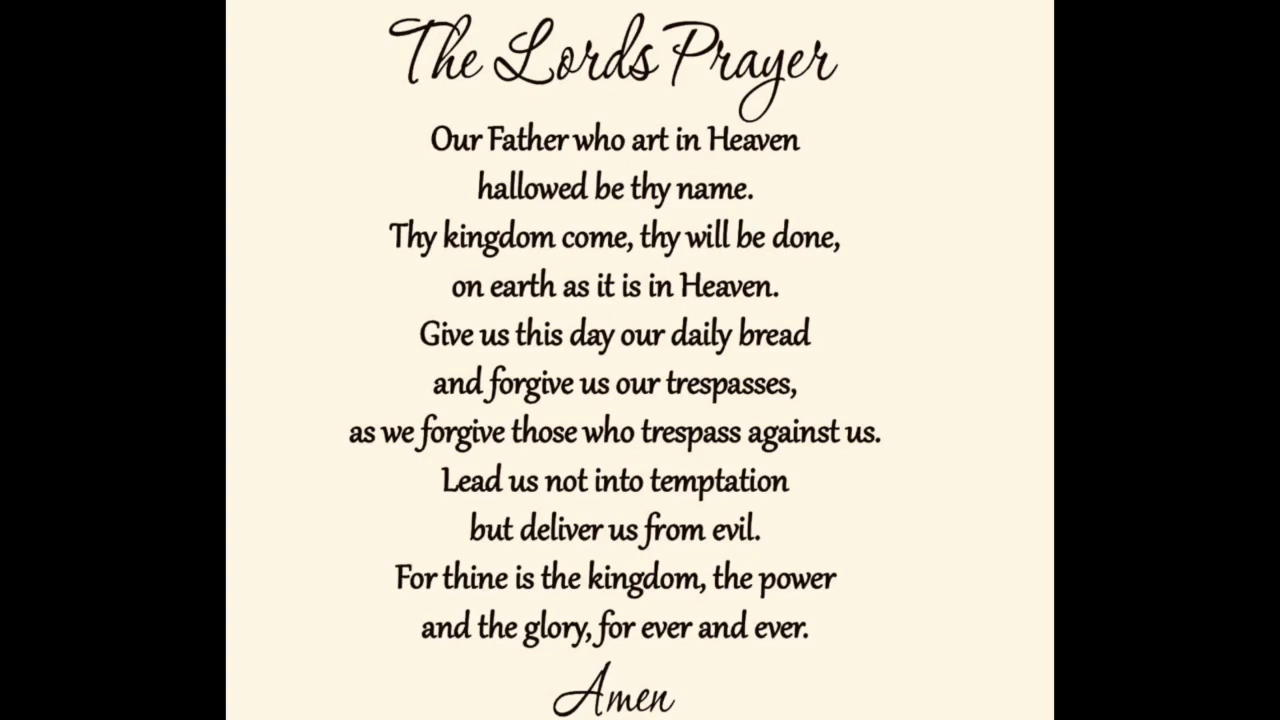 The Lords Prayer
Our Father who art in Heaven
hallowed be thy name.
Thy kingdom come, thy will be done,
on earth as it is in Heaven.
Give us this day our daily bread
and forgive us our trespasses,
as we forgive those who trespass against us.
Lead us not into temptation
but deliver us from evil.
For thine is the kingdom, the power
and the glory, for ever and ever.
Amen